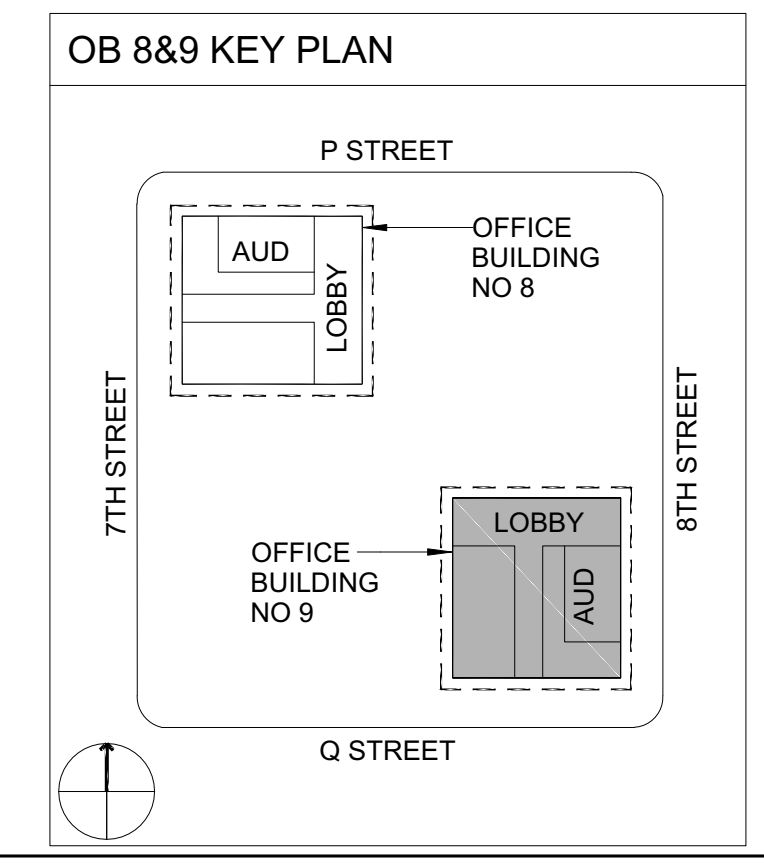 OB 8&9 KEY PLAN
P STREET
AUD
LOBBY
OFFICE
BUILDING
NO 8
7TH STREET
8TH STREET
LOBBY
AUD
OFFICE
BUILDING
NO 9
Q STREET